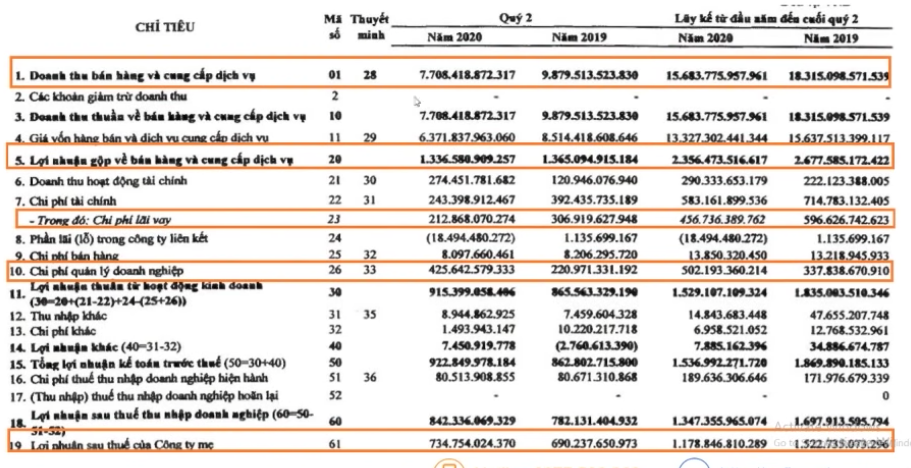 CHỈ TIÊU Mã số Thuyết minh Quý 2 Lũy kế từ đầu năm đến cuối quý 2
Năm 2020 Năm 2019 Năm 2020 Năm 2019
1. Doanh thu bán hàng và cung cấp dịch vụ 01 28 7.708.418.872.317 9.879.513.523.830 15.683.775.957.961 18.315.098.571.539
2. Các khoản giảm trừ doanh thu 2 - - - -
3. Doanh thu thuần về bán hàng và cung cấp dịch vụ 10 7.708.418.872.317 9.879.513.523.830 15.683.775.957.961 18.315.098.571.539
4. Giá vốn hàng bán và dịch vụ cung cấp dịch vụ 11 29 6.371.837.963.060 8.514.418.608.646 13.327.302.441.344 15.637.513.399.117
5. Lợi nhuận gộp về bán hàng và cung cấp dịch vụ 20 1.336.580.909.257 1.365.094.915.184 2.356.473.516.617 2.677.585.172.422
6. Doanh thu hoạt động tài chính 21 30 274.451.781.682 120.946.076.940 290.333.653.179 222.123.388.005
7. Chi phí tài chính 22 31 243.398.912.467 392.435.735.189 583.161.899.536 714.783.132.405
- Trong đó: Chi phí lãi vay 23 212.868.070.274 306.919.627.948 456.736.389.762 596.626.742.623
8. Phần lãi (lỗ) trong công ty liên kết 24 (18.494.480.272) 1.135.699.167 (18.494.480.272) 1.135.699.167
9. Chi phí bán hàng 25 32 8.097.660.461 8.206.295.720 13.850.320.450 13.218.945.933
10. Chi phí quản lý doanh nghiệp 26 33 425.642.579.333 220.971.331.192 502.193.360.214 337.838.670.910
11. Lợi nhuận thuần từ hoạt động kinh doanh (30=20+(21-22)+24-(25+26)) 30 915.399.058.406 865.563.329.190 1.529.107.109.324 1.835.003.510.346
12. Thu nhập khác 31 35 8.944.862.925 7.459.604.328 14.843.683.448 47.655.207.748
13. Chi phí khác 32 1.493.943.147 10.220.217.718 6.958.521.052 12.768.532.961
14. Lợi nhuận khác (40=31-32) 40 7.450.919.778 (2.760.613.390) 7.885.162.396 34.886.674.787
15. Tổng lợi nhuận kế toán trước thuế (50=30+40) 50 922.849.978.184 862.802.715.800 1.536.992.271.720 1.869.890.185.133
16. Chi phí thuế thu nhập doanh nghiệp hiện hành 51 36 80.513.908.855 80.671.310.868 189.636.306.646 171.976.679.339
17. (Thu nhập) thuế thu nhập doanh nghiệp hoãn lại 52 - - - 0
18. Lợi nhuận sau thuế thu nhập doanh nghiệp (60=50-51-52) 60 842.336.069.329 782.131.404.932 1.347.355.965.074 1.697.913.505.794
19. Lợi nhuận sau thuế của Công ty mẹ 61 734.754.024.370 690.237.650.973 1.178.846.810.289 1.522.735.073.296